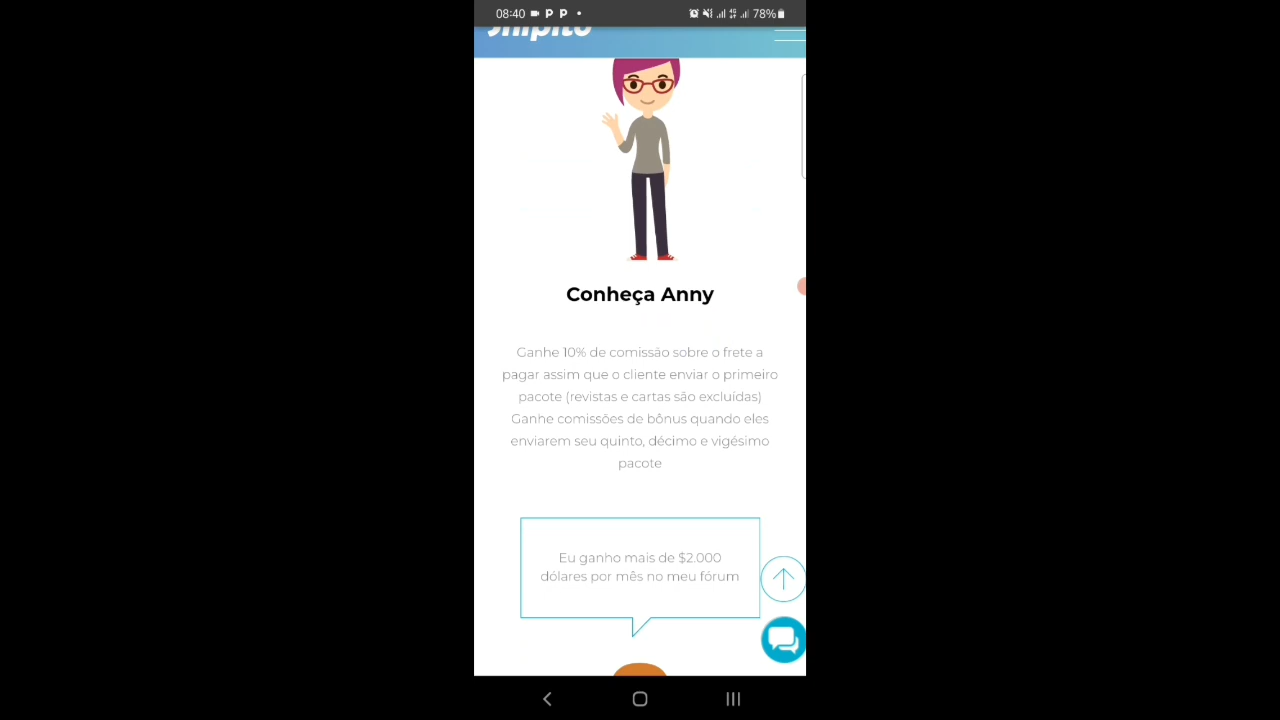 08:40
78%
shipito
Conheça Anny
Ganhe 10% de comissão sobre o frete a
pagar assim que o cliente enviar o primeiro
pacote (revistas e cartas são excluídas)
Ganhe comissões de bônus quando eles
enviarem seu quinto, décimo e vigésimo
pacote
Eu ganho mais de $2.000
dólares por mês no meu fórum